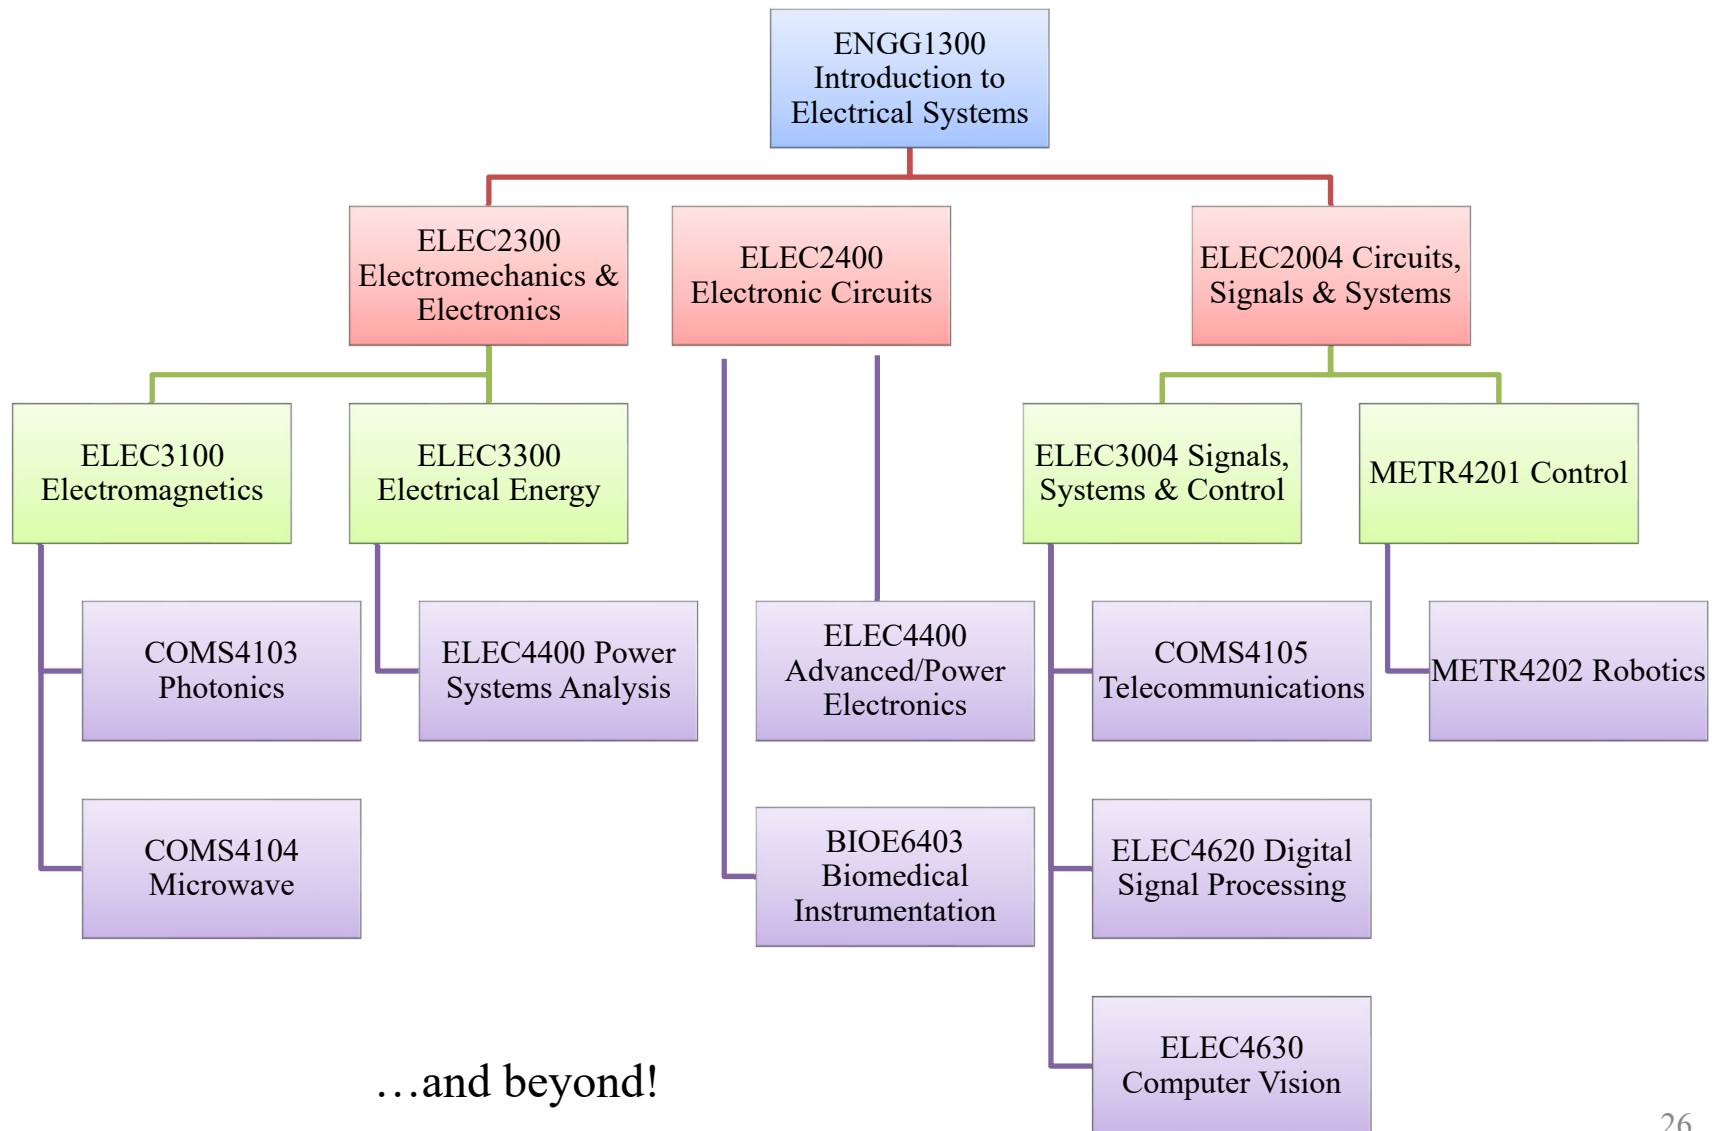 ENGG1300
Introduction to
Electrical Systems
ELEC2300
Electromechanics &
Electronics
ELEC2400
Electronic Circuits
ELEC2004 Circuits,
Signals & Systems
ELEC3100
Electromagnetics
ELEC3300
Electrical Energy
ELEC3004 Signals,
Systems & Control
METR4201 Control
COMS4103
Photonics
ELEC4400 Power
Systems Analysis
ELEC4400
Advanced/Power
Electronics
COMS4105
Telecommunications
METR4202 Robotics
COMS4104
Microwave
BIOE6403
Biomedical
Instrumentation
ELEC4620 Digital
Signal Processing
ELEC4630
Computer Vision
…and beyond!
26